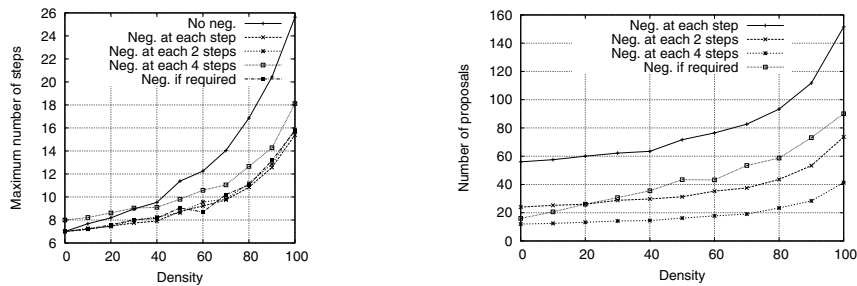 26
24
22
20
18
16
14
12
10
8
6
0
20
40
60
80
100
Maximum number of steps
Density
No neg.
Neg. at each step
Neg. at each 2 steps
Neg. at each 4 steps
Neg. if required
160
140
120
100
80
60
40
20
0
0
20
40
60
80
100
Number of proposals
Density
Neg. at each step
Neg. at each 2 steps
Neg. at each 4 steps
Neg. if required